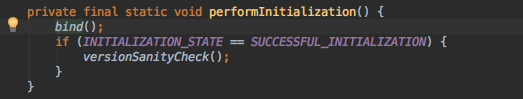 private final static void performInitialization() {
    bind();
    if (INITIALIZATION_STATE == SUCCESSFUL_INITIALIZATION) {
        versionSanityCheck();
    }
}